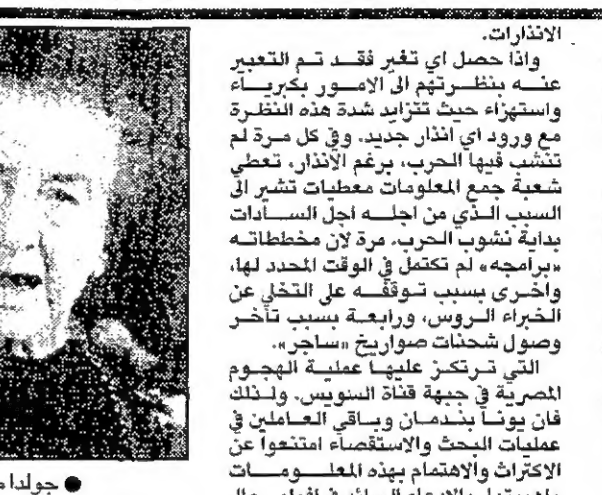 الانذارات.
واذا حصل اي تغير فقد تم التعبير
عنه بنظرتهم الى الامور بكبرياء
واستهزاء حيث تتزايد شدة هذه النظرة
مع ورود اي انذار جديد. وفي كل مرة لم
تنشب فيها الحرب، برغم الأنذار، تعطي
شعبة جمع المعلومات معطيات تشير الى
السبب الذي من اجله اجل السادات
بداية نشوب الحرب. مرة لان مخططاته
«برامجه» لم تكتمل في الوقت المحدد لها،
واخرى بسبب توقفه على التخلي عن
الخبراء الروس، ورابعة بسبب تأخر
وصول شحنات صواريخ «ساجر».
التي ترتكز عليها عملية الهجوم
المصرية في جبهة قناة السويس. ولذلك
فان يونا بندمان وباقي العاملين في
عمليات البحث والاستقصاء امتنعوا عن
الاكتراث والاهتمام بهذه المعلومات
● جولدا